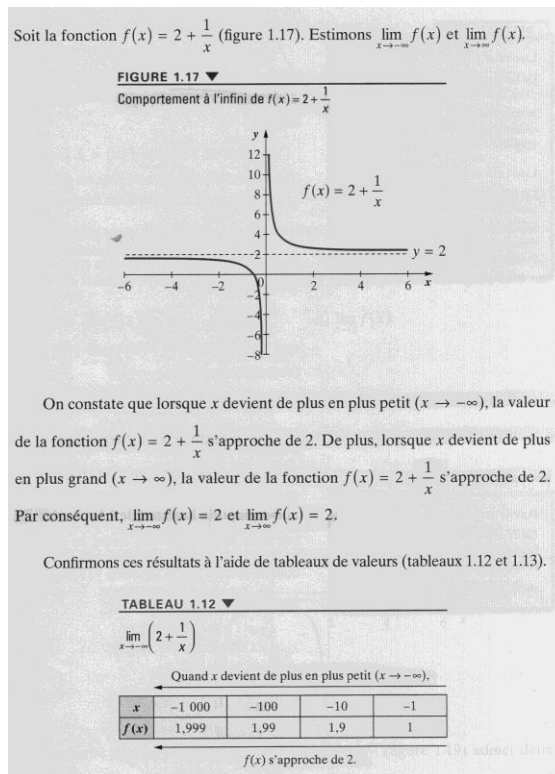 Soit la fonction f(x) = 2 + 1/x (figure 1.17). Estimons lim x→−∞ f(x) et lim x→∞ f(x).
FIGURE 1.17 ▼
Comportement à l'infini de f(x) = 2 + 1/x
y
12
10
8
6
4
2
f(x) = 2 + 1/x
y = 2
−6 −4 −2 0 2 4 6 x
−2
−4
−6
−8
On constate que lorsque x devient de plus en plus petit (x → −∞), la valeur
de la fonction f(x) = 2 + 1/x s'approche de 2. De plus, lorsque x devient de plus
en plus grand (x → ∞), la valeur de la fonction f(x) = 2 + 1/x s'approche de 2.
Par conséquent, lim x→−∞ f(x) = 2 et lim x→∞ f(x) = 2.
Confirmons ces résultats à l'aide de tableaux de valeurs (tableaux 1.12 et 1.13).
TABLEAU 1.12 ▼
lim x→−∞ (2 + 1/x)
Quand x devient de plus en plus petit (x → −∞),
x −1 000 −100 −10 −1
f(x) 1,999 1,99 1,9 1
f(x) s'approche de 2.